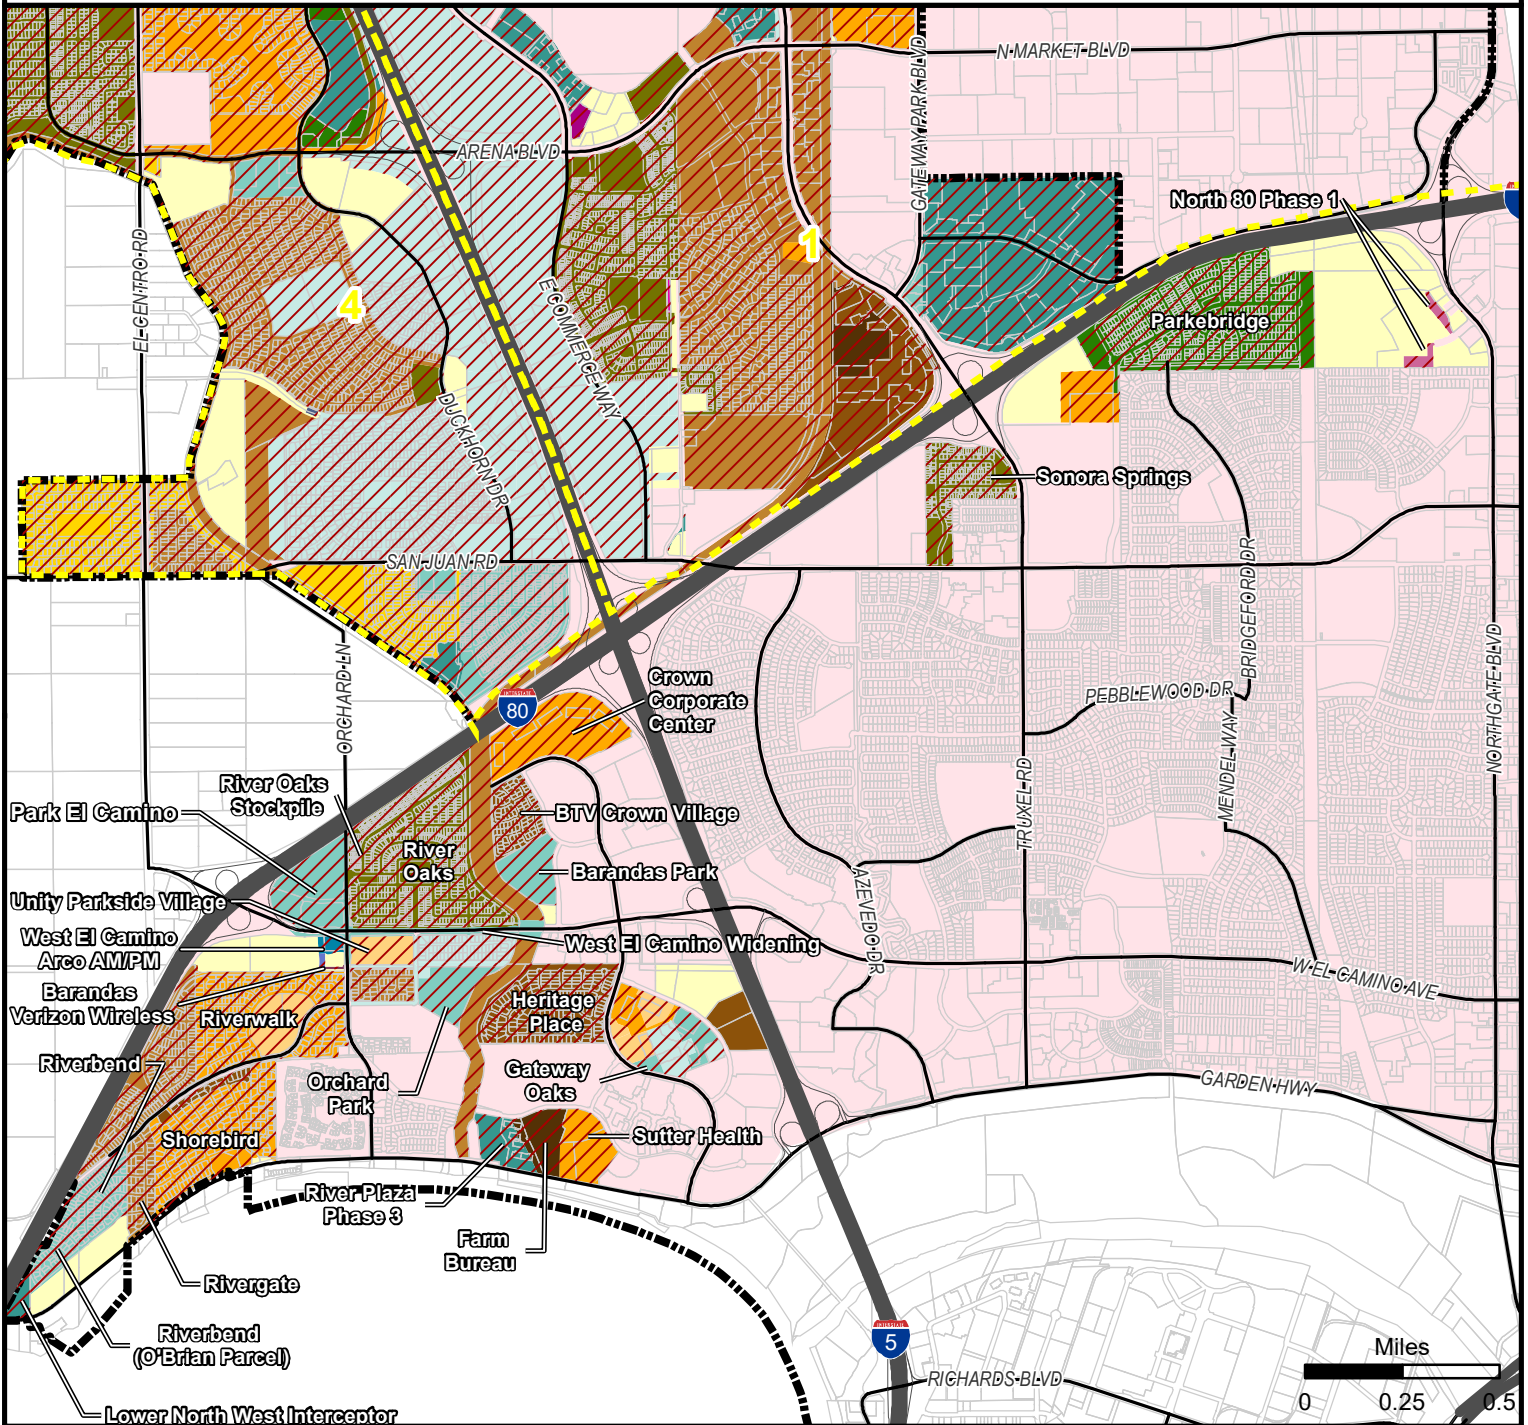 N MARKET BLVD
GATEWAY PARK BLVD
ARENA BLVD
North 80 Phase 1
EL CENTRO RD
1
4
E COMMERCE WAY
Parkebridge
DUCKHORN DR
Sonora Springs
SAN JUAN RD
BRIDGEFORD DR
ORCHARD LN
NORTHGATE BLVD
Crown
Corporate
Center
PEBBLEWOOD DR
INTERSTATE
80
MENDEL WAY
TRUXEL RD
River Oaks
Stockpile
Park El Camino
BTV Crown Village
River
Oaks
Barandas Park
AZEVEDO DR
Unity Parkside Village
West El Camino
Arco AM/PM
West El Camino Widening
W EL CAMINO AVE
Barandas
Verizon Wireless
Riverwalk
Heritage
Place
Riverbend
Orchard
Park
Gateway
Oaks
GARDEN HWY
Shorebird
Sutter Health
River Plaza
Phase 3
Farm
Bureau
Rivergate
Riverbend
(O'Brian Parcel)
INTERSTATE
5
RICHARDS BLVD
Miles
0 0.25 0.5
Lower North West Interceptor